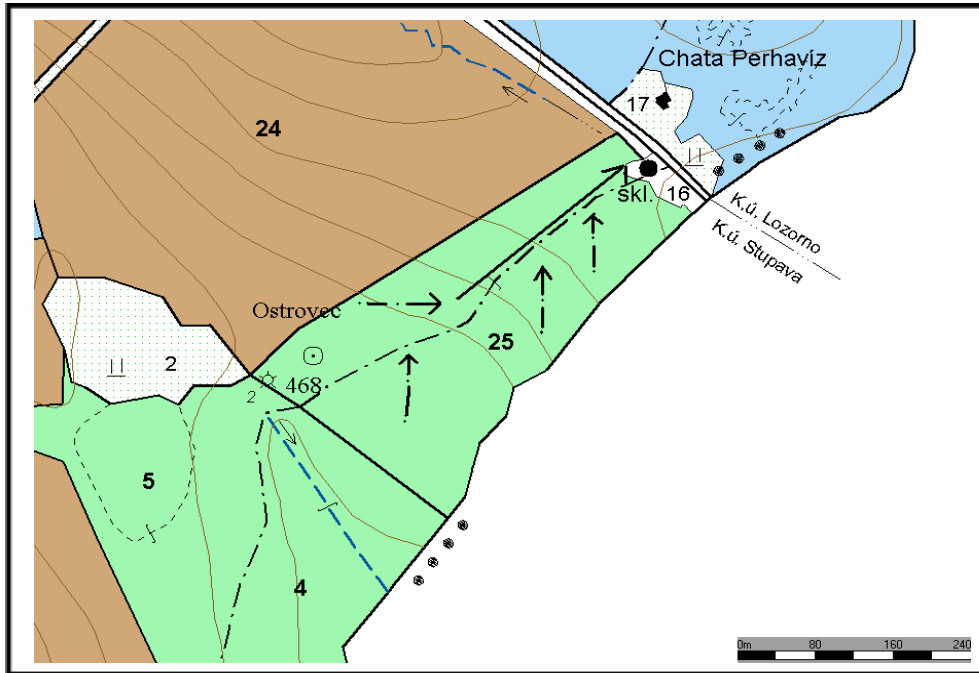 Chata Perhavíz
17
24
skl.
16
K.ú. Lozorno
K.ú. Stupava
Ostrovec
25
2
468
2
5
4
0m 80 160 240